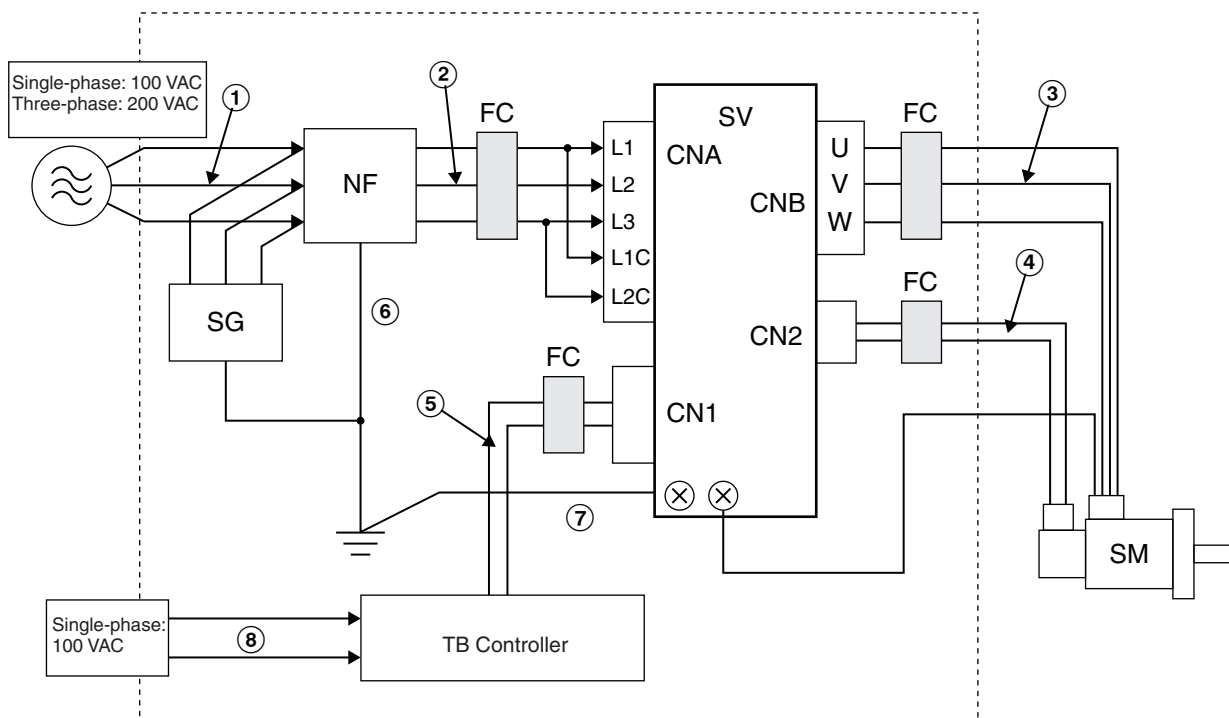 Single-phase: 100 VAC
Three-phase: 200 VAC
1
2
3
FC
FC
SV
NF
L1
L2
L3
L1C
L2C
CNA
CNB
U
V
W
4
SG
6
FC
CN2
FC
5
CN1
7
SM
Single-phase:
100 VAC
8
TB Controller